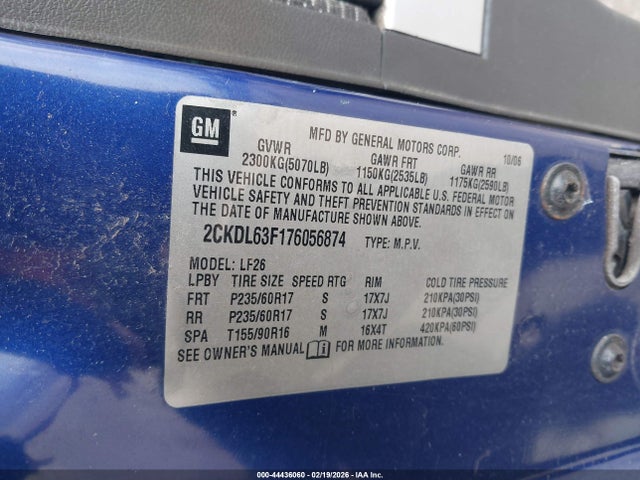 GM
MFD BY GENERAL MOTORS CORP. 10/06
GVWR GAWR FRT GAWR RR
2300KG(5070LB) 1150KG(2535LB) 1175KG(2590LB)
THIS VEHICLE CONFORMS TO ALL APPLICABLE U.S. FEDERAL MOTOR
VEHICLE SAFETY AND THEFT PREVENTION STANDARDS IN EFFECT ON
THE DATE OF MANUFACTURE SHOWN ABOVE.
2CKDL63F176056874 TYPE: M.P.V.
MODEL: LF26
LPBY TIRE SIZE SPEED RTG RIM COLD TIRE PRESSURE
FRT P235/60R17 S 17X7J 210KPA(30PSI)
RR P235/60R17 S 17X7J 210KPA(30PSI)
SPA T155/90R16 M 16X4T 420KPA(60PSI)
SEE OWNER'S MANUAL FOR MORE INFORMATION.
000-44436060 - 02/19/2026 - IAA Inc.